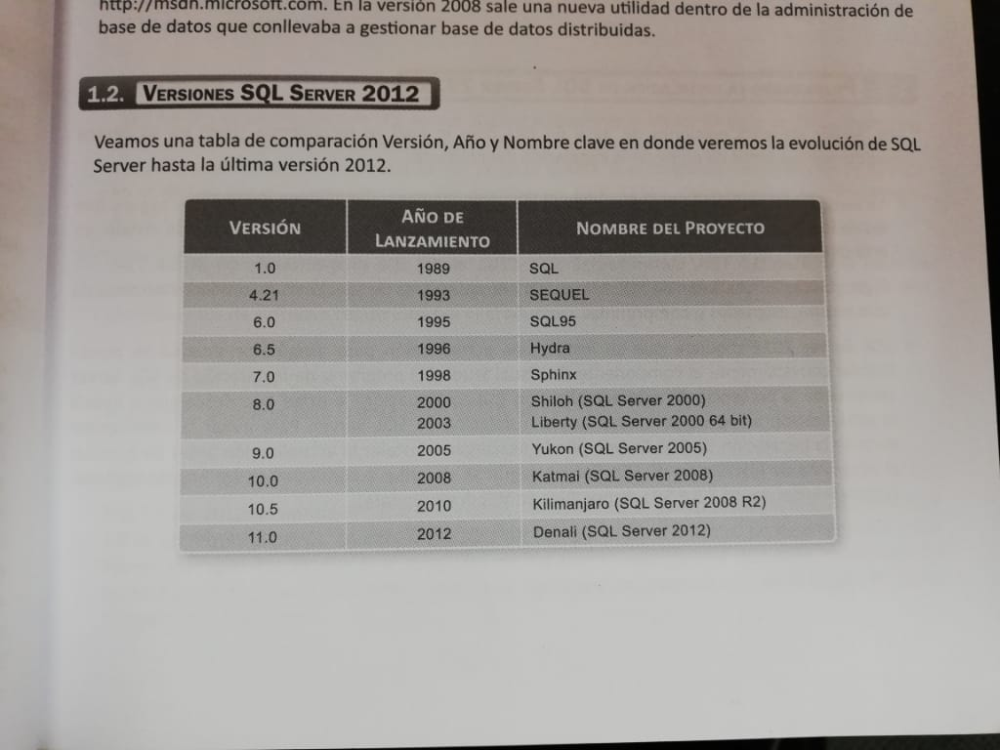 http://msdn.microsoft.com. En la versión 2008 sale una nueva utilidad dentro de la administración de
base de datos que conllevaba a gestionar base de datos distribuidas.
1.2. VERSIONES SQL SERVER 2012
Veamos una tabla de comparación Versión, Año y Nombre clave en donde veremos la evolución de SQL
Server hasta la última versión 2012.
VERSIÓN AÑO DE LANZAMIENTO NOMBRE DEL PROYECTO
1.0 1989 SQL
4.21 1993 SEQUEL
6.0 1995 SQL95
6.5 1996 Hydra
7.0 1998 Sphinx
8.0 2000 Shiloh (SQL Server 2000)
2003 Liberty (SQL Server 2000 64 bit)
9.0 2005 Yukon (SQL Server 2005)
10.0 2008 Katmai (SQL Server 2008)
10.5 2010 Kilimanjaro (SQL Server 2008 R2)
11.0 2012 Denali (SQL Server 2012)